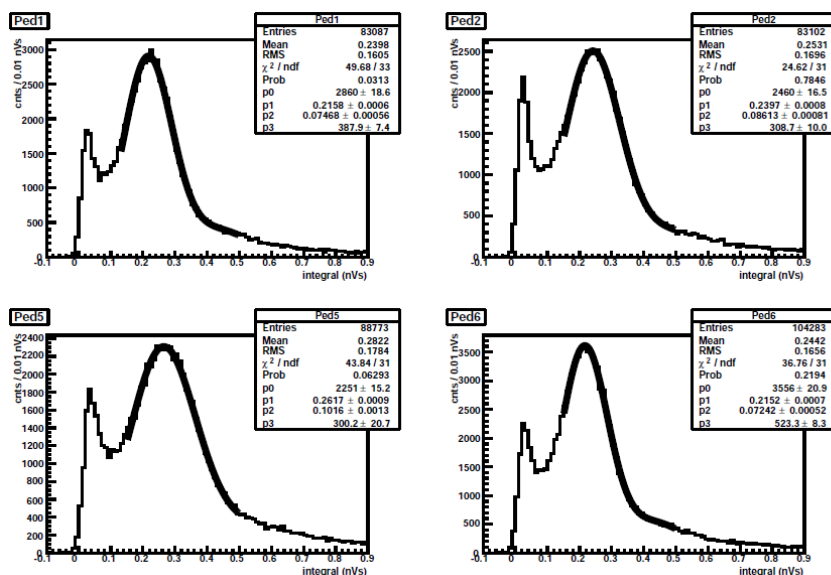 Ped1
Ped1
Entries 83087
Mean 0.2398
RMS 0.1605
χ² / ndf 49.68 / 33
Prob 0.0313
p0 2860 ± 18.6
p1 0.2158 ± 0.0006
p2 0.07468 ± 0.00056
p3 387.9 ± 7.4
cnts / 0.01 nVs
3000
2500
2000
1500
1000
500
0
-0.1 0 0.1 0.2 0.3 0.4 0.5 0.6 0.7 0.8 0.9
integral (nVs)
Ped2
Ped2
Entries 83102
Mean 0.2531
RMS 0.1696
χ² / ndf 24.62 / 31
Prob 0.7846
p0 2460 ± 16.5
p1 0.2397 ± 0.0008
p2 0.08613 ± 0.00081
p3 308.7 ± 10.0
cnts / 0.01 nVs
2500
2000
1500
1000
500
0
-0.1 0 0.1 0.2 0.3 0.4 0.5 0.6 0.7 0.8 0.9
integral (nVs)
Ped5
Ped5
Entries 88773
Mean 0.2822
RMS 0.1784
χ² / ndf 43.84 / 31
Prob 0.06293
p0 2251 ± 15.2
p1 0.2617 ± 0.0009
p2 0.1016 ± 0.0013
p3 300.2 ± 20.7
cnts / 0.01 nVs
2400
2200
2000
1800
1600
1400
1200
1000
800
600
400
200
0
-0.1 0 0.1 0.2 0.3 0.4 0.5 0.6 0.7 0.8 0.9
integral (nVs)
Ped6
Ped6
Entries 104283
Mean 0.2442
RMS 0.1656
χ² / ndf 36.76 / 31
Prob 0.2194
p0 3556 ± 20.9
p1 0.2152 ± 0.0007
p2 0.07242 ± 0.00052
p3 523.3 ± 8.3
cnts / 0.01 nVs
3500
3000
2500
2000
1500
1000
500
0
-0.1 0 0.1 0.2 0.3 0.4 0.5 0.6 0.7 0.8 0.9
integral (nVs)